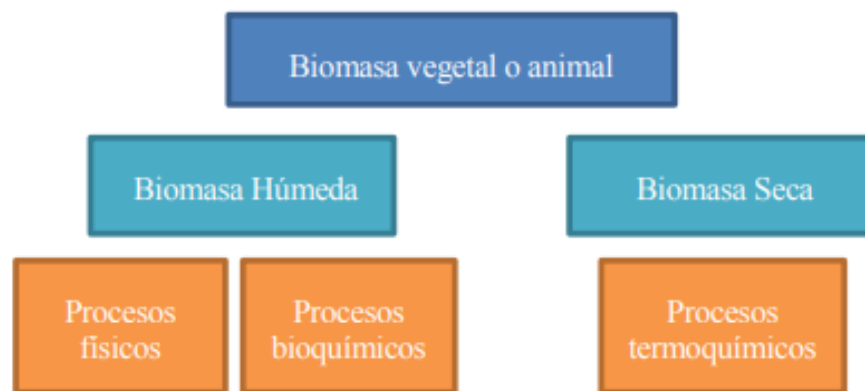 Biomasa vegetal o animal
Biomasa Húmeda
Biomasa Seca
Procesos
físicos
Procesos
bioquímicos
Procesos
termoquímicos